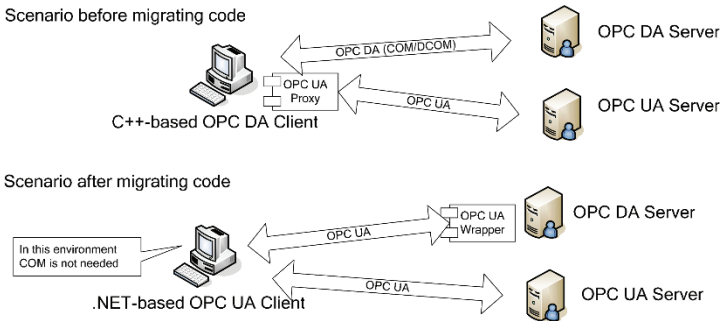 Scenario before migrating code
OPC DA (COM/DCOM)
OPC DA Server
OPC UA
Proxy
OPC UA
OPC UA Server
C++-based OPC DA Client
Scenario after migrating code
OPC UA
OPC UA
Wrapper
OPC DA Server
In this environment
COM is not needed
OPC UA
OPC UA Server
.NET-based OPC UA Client